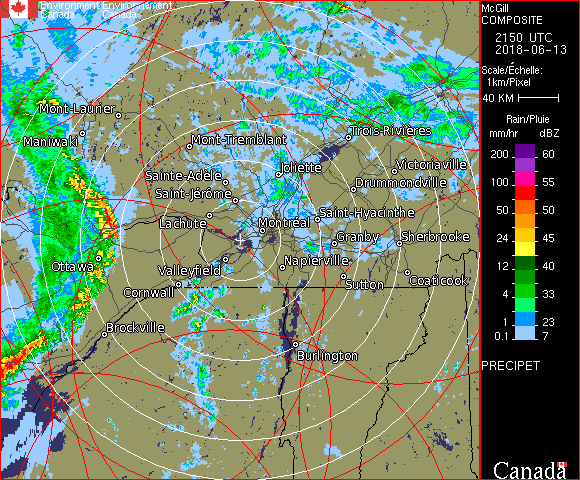 Environment Environnement
Canada Canada
McGill
COMPOSITE
2150 UTC
2018-06-13
Scale/Échelle:
1km/Pixel
40 KM
Rain/Pluie
mm/hr dBZ
200 60
100 55
50 50
24 45
12 40
4 33
2 23
0.1 7
PRECIPET
Canada
Mont-Laurier
Maniwaki
Mont-Tremblant
Trois-Rivières
Sainte-Adèle
Joliette
Victoriaville
Saint-Jérôme
Drummondville
Lachute
Montréal
Saint-Hyacinthe
Granby
Sherbrooke
Ottawa
Valleyfield
Napierville
Cornwall
Sutton
Coaticook
Brockville
Burlington